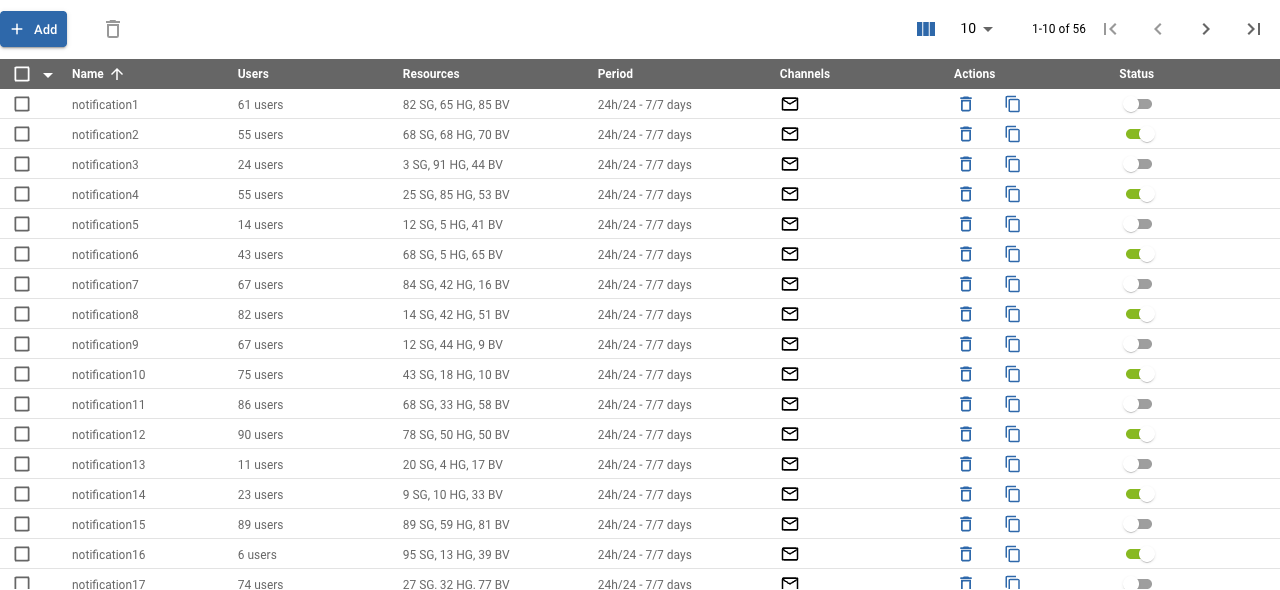 Add 10 1-10 of 56
Name Users Resources Period Channels Actions Status
notification1 61 users 82 SG, 65 HG, 85 BV 24h/24 - 7/7 days
notification2 55 users 68 SG, 68 HG, 70 BV 24h/24 - 7/7 days
notification3 24 users 3 SG, 91 HG, 44 BV 24h/24 - 7/7 days
notification4 55 users 25 SG, 85 HG, 53 BV 24h/24 - 7/7 days
notification5 14 users 12 SG, 5 HG, 41 BV 24h/24 - 7/7 days
notification6 43 users 68 SG, 5 HG, 65 BV 24h/24 - 7/7 days
notification7 67 users 84 SG, 42 HG, 16 BV 24h/24 - 7/7 days
notification8 82 users 14 SG, 42 HG, 51 BV 24h/24 - 7/7 days
notification9 67 users 12 SG, 44 HG, 9 BV 24h/24 - 7/7 days
notification10 75 users 43 SG, 18 HG, 10 BV 24h/24 - 7/7 days
notification11 86 users 68 SG, 33 HG, 58 BV 24h/24 - 7/7 days
notification12 90 users 78 SG, 50 HG, 50 BV 24h/24 - 7/7 days
notification13 11 users 20 SG, 4 HG, 17 BV 24h/24 - 7/7 days
notification14 23 users 9 SG, 10 HG, 33 BV 24h/24 - 7/7 days
notification15 89 users 89 SG, 59 HG, 81 BV 24h/24 - 7/7 days
notification16 6 users 95 SG, 13 HG, 39 BV 24h/24 - 7/7 days
notification17 74 users 27 SG, 32 HG, 77 BV 24h/24 - 7/7 days